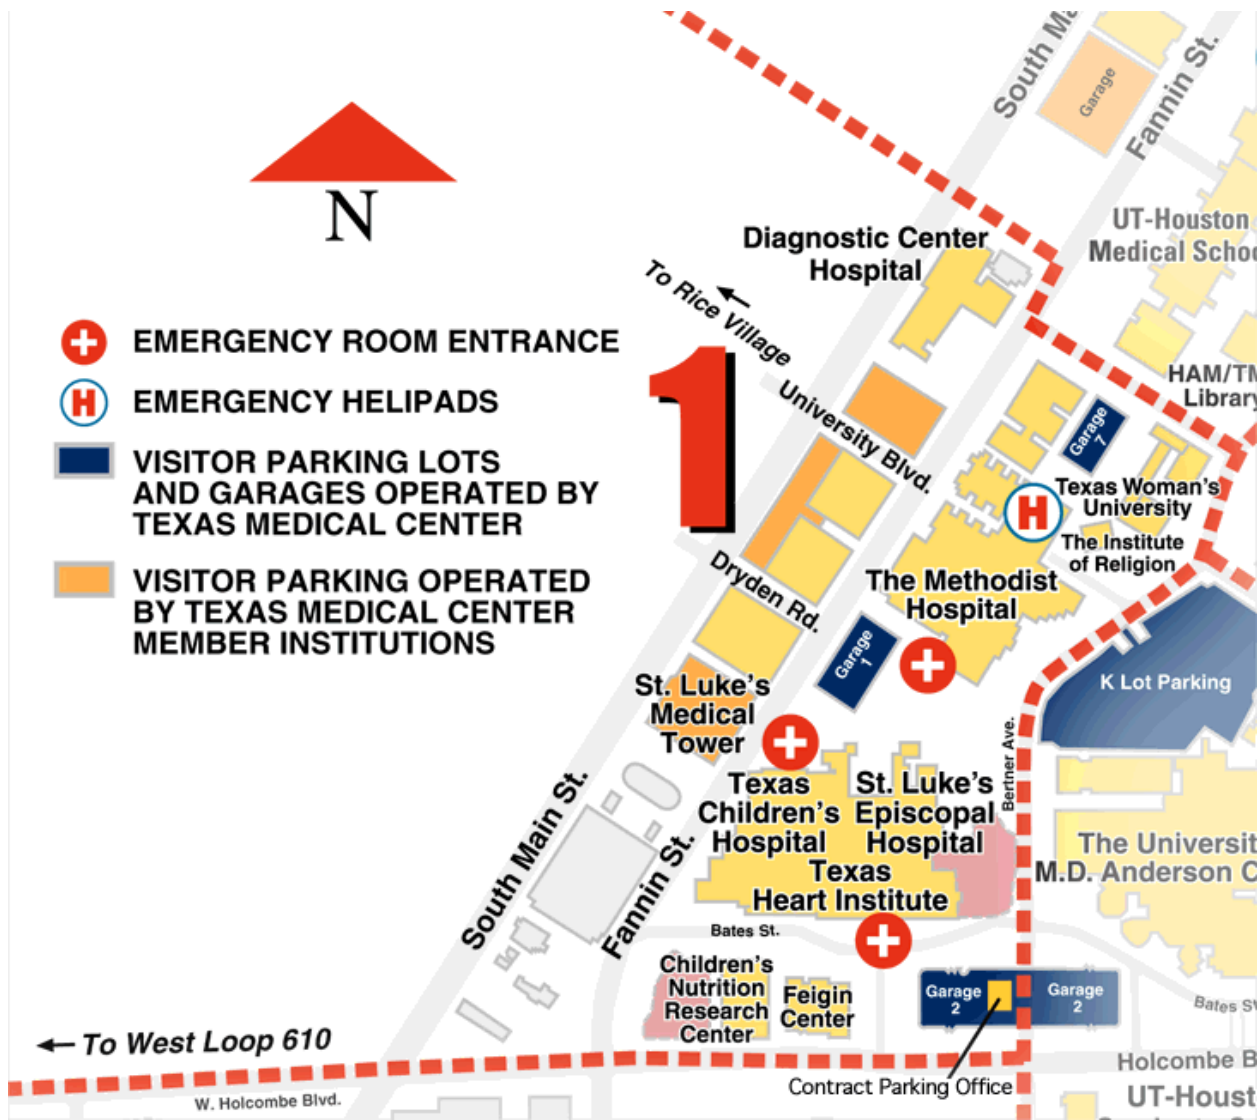 South Ma
Garage
Fannin St.
N
UT-Houston
Medical Schoo
Diagnostic Center
Hospital
To Rice Village
EMERGENCY ROOM ENTRANCE
H
EMERGENCY HELIPADS
1
University Blvd.
HAM/TM
Library
Garage
7
VISITOR PARKING LOTS
AND GARAGES OPERATED BY
TEXAS MEDICAL CENTER
Texas Woman's
University
H
The Institute
of Religion
VISITOR PARKING OPERATED
BY TEXAS MEDICAL CENTER
MEMBER INSTITUTIONS
Dryden Rd.
The Methodist
Hospital
Garage
1
K Lot Parking
St. Luke's
Medical
Tower
Bertner Ave.
Texas
Children's
Hospital
St. Luke's
Episcopal
Hospital
Texas
Heart Institute
The Universit
M.D. Anderson C
South Main St.
Fannin St.
Bates St.
Children's
Nutrition
Research
Center
Feigin
Center
Garage
2
Garage
2
Bates St
To West Loop 610
Holcombe B
Contract Parking Office
W. Holcombe Blvd.
UT-Houst